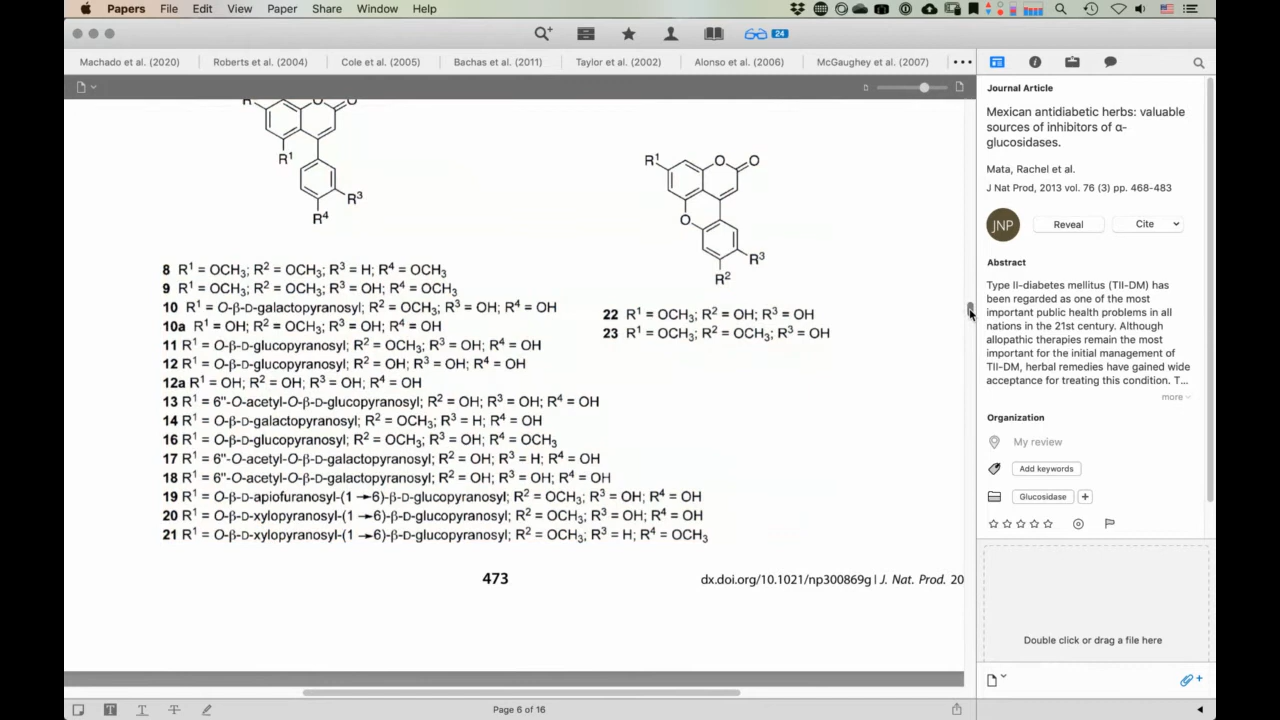 Papers File Edit View Paper Share Window Help
24
Machado et al. (2020) Roberts et al. (2004) Cole et al. (2005) Bachas et al. (2011) Taylor et al. (2002) Alonso et al. (2006) McGaughey et al. (2007)
R¹
R³
R⁴
R¹
O
O
O
R³
R²
8 R¹ = OCH₃; R² = OCH₃; R³ = H; R⁴ = OCH₃
9 R¹ = OCH₃; R² = OCH₃; R³ = OH; R⁴ = OCH₃
10 R¹ = O-β-D-galactopyranosyl; R² = OCH₃; R³ = OH; R⁴ = OH
10a R¹ = OH; R² = OCH₃; R³ = OH; R⁴ = OH
11 R¹ = O-β-D-glucopyranosyl; R² = OCH₃; R³ = OH; R⁴ = OH
12 R¹ = O-β-D-glucopyranosyl; R² = OH; R³ = OH; R⁴ = OH
12a R¹ = OH; R² = OH; R³ = OH; R⁴ = OH
13 R¹ = 6"-O-acetyl-O-β-D-glucopyranosyl; R² = OH; R³ = OH; R⁴ = OH
14 R¹ = O-β-D-galactopyranosyl; R² = OCH₃; R³ = H; R⁴ = OH
16 R¹ = O-β-D-glucopyranosyl; R² = OCH₃; R³ = OH; R⁴ = OCH₃
17 R¹ = 6"-O-acetyl-O-β-D-galactopyranosyl; R² = OH; R³ = H; R⁴ = OH
18 R¹ = 6"-O-acetyl-O-β-D-galactopyranosyl; R² = OH; R³ = OH; R⁴ = OH
19 R¹ = O-β-D-apiofuranosyl-(1→6)-β-D-glucopyranosyl; R² = OCH₃; R³ = OH; R⁴ = OH
20 R¹ = O-β-D-xylopyranosyl-(1→6)-β-D-glucopyranosyl; R² = OCH₃; R³ = OH; R⁴ = OH
21 R¹ = O-β-D-xylopyranosyl-(1→6)-β-D-glucopyranosyl; R² = OCH₃; R³ = H; R⁴ = OCH₃
22 R¹ = OCH₃; R² = OH; R³ = OH
23 R¹ = OCH₃; R² = OCH₃; R³ = OH
473
dx.doi.org/10.1021/np300869g | J. Nat. Prod. 20
Page 6 of 16
Journal Article
Mexican antidiabetic herbs: valuable
sources of inhibitors of α-
glucosidases.
Mata, Rachel et al.
J Nat Prod, 2013 vol. 76 (3) pp. 468-483
JNP
Reveal
Cite
Abstract
Type II-diabetes mellitus (TII-DM) has
been regarded as one of the most
important public health problems in all
nations in the 21st century. Although
allopathic therapies remain the most
important for the initial management of
TII-DM, herbal remedies have gained wide
acceptance for treating this condition. T...
more
Organization
My review
Add keywords
Glucosidase +
Double click or drag a file here